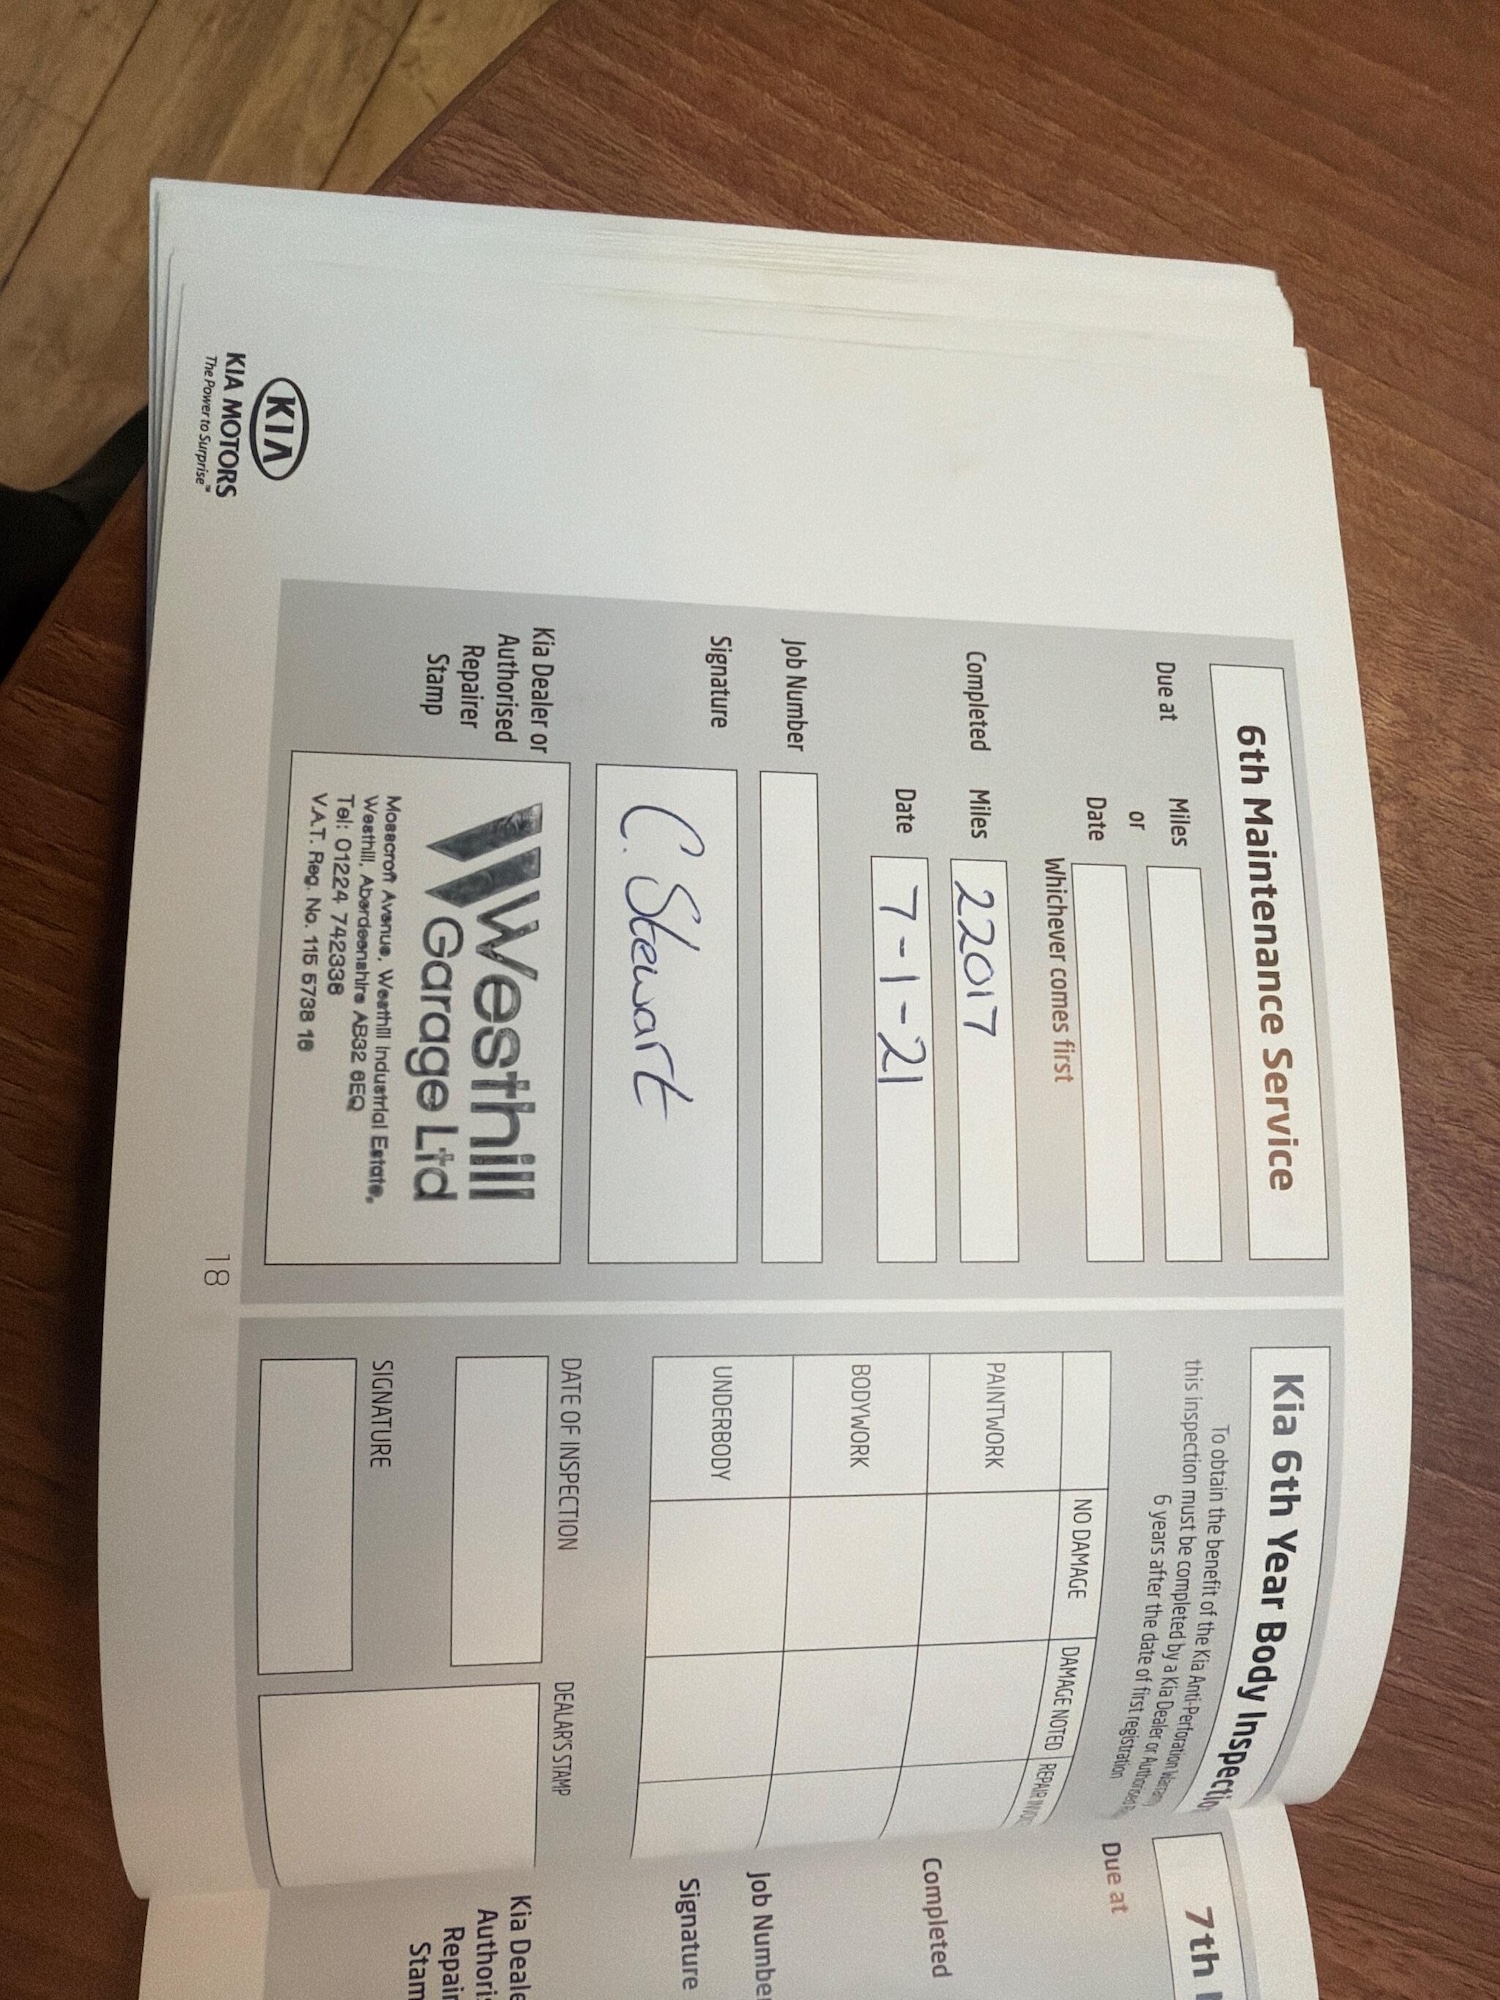 6th Maintenance Service
Due at Miles
or
Date
Whichever comes first
Completed Miles 22017
Date 7-1-21
Job Number
Signature C. Stewart
Kia Dealer or
Authorised
Repairer
Stamp
Westhill
Garage Ltd
Mosscroft Avenue, Westhill Industrial Estate,
Westhill, Aberdeenshire AB32 6EQ
Tel: 01224 742338
V.A.T. Reg. No. 115 5738 16
KIA
KIA MOTORS
The Power to Surprise™
18
Kia 6th Year Body Inspectio
To obtain the benefit of the Kia Anti-Perforation Warranty
this inspection must be completed by a Kia Dealer or Authorised
6 years after the date of first registration
NO DAMAGE DAMAGE NOTED REPAIR
PAINTWORK
BODYWORK
UNDERBODY
DATE OF INSPECTION DEALAR'S STAMP
SIGNATURE
7th
Due at
Completed
Job Number
Signature
Kia Deale
Authoris
Repair
Stam